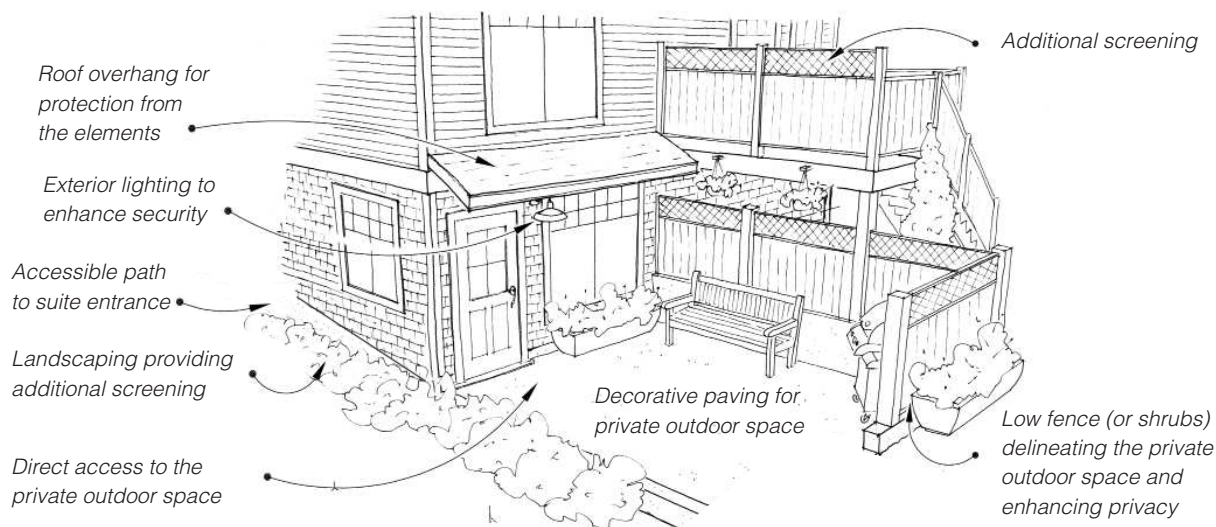 Additional screening
Roof overhang for
protection from
the elements
Exterior lighting to
enhance security
Accessible path
to suite entrance
Landscaping providing
additional screening
Direct access to the
private outdoor space
Decorative paving for
private outdoor space
Low fence (or shrubs)
delineating the private
outdoor space and
enhancing privacy